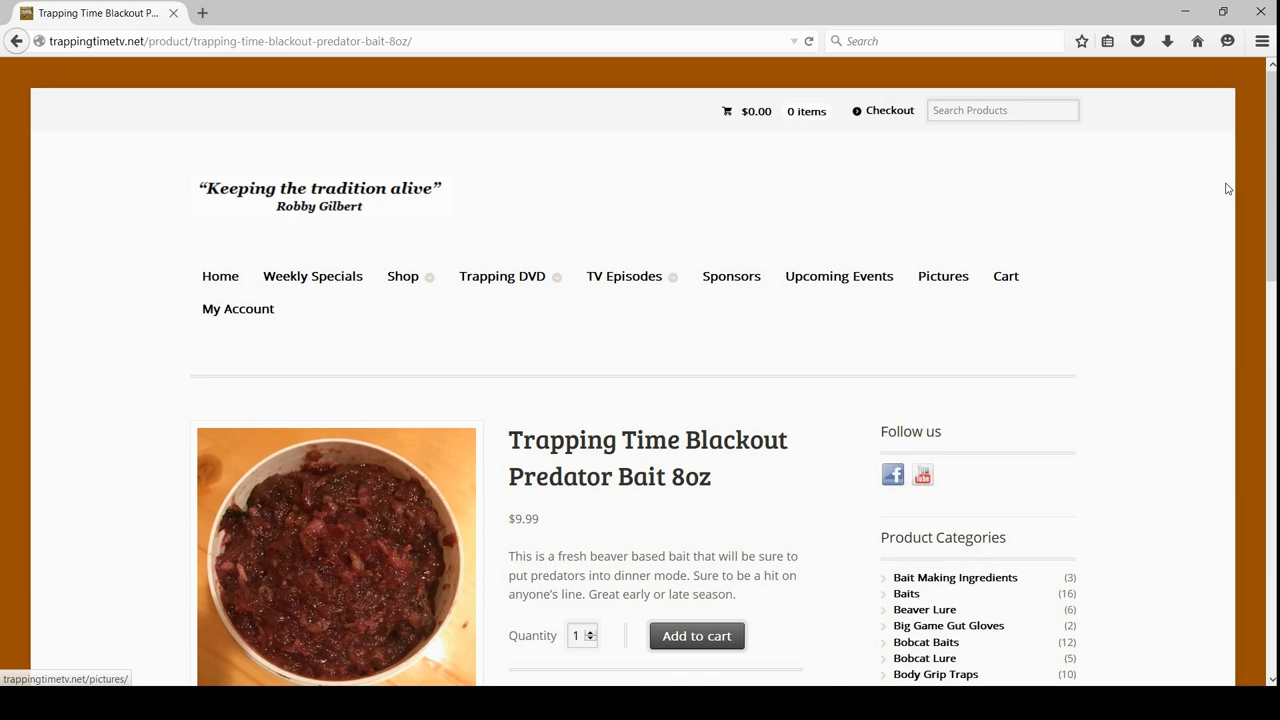 Trapping Time Blackout P...
trappingtimetv.net/product/trapping-time-blackout-predator-bait-8oz/
Search
$0.00 0 items Checkout Search Products
“Keeping the tradition alive”
Robby Gilbert
Home Weekly Specials Shop Trapping DVD TV Episodes Sponsors Upcoming Events Pictures Cart
My Account
Trapping Time Blackout
Predator Bait 8oz
$9.99
This is a fresh beaver based bait that will be sure to
put predators into dinner mode. Sure to be a hit on
anyone’s line. Great early or late season.
Quantity 1 Add to cart
Follow us
You
Tube
Product Categories
Bait Making Ingredients (3)
Baits (16)
Beaver Lure (6)
Big Game Gut Gloves (2)
Bobcat Baits (12)
Bobcat Lure (5)
Body Grip Traps (10)
trappingtimetv.net/pictures/